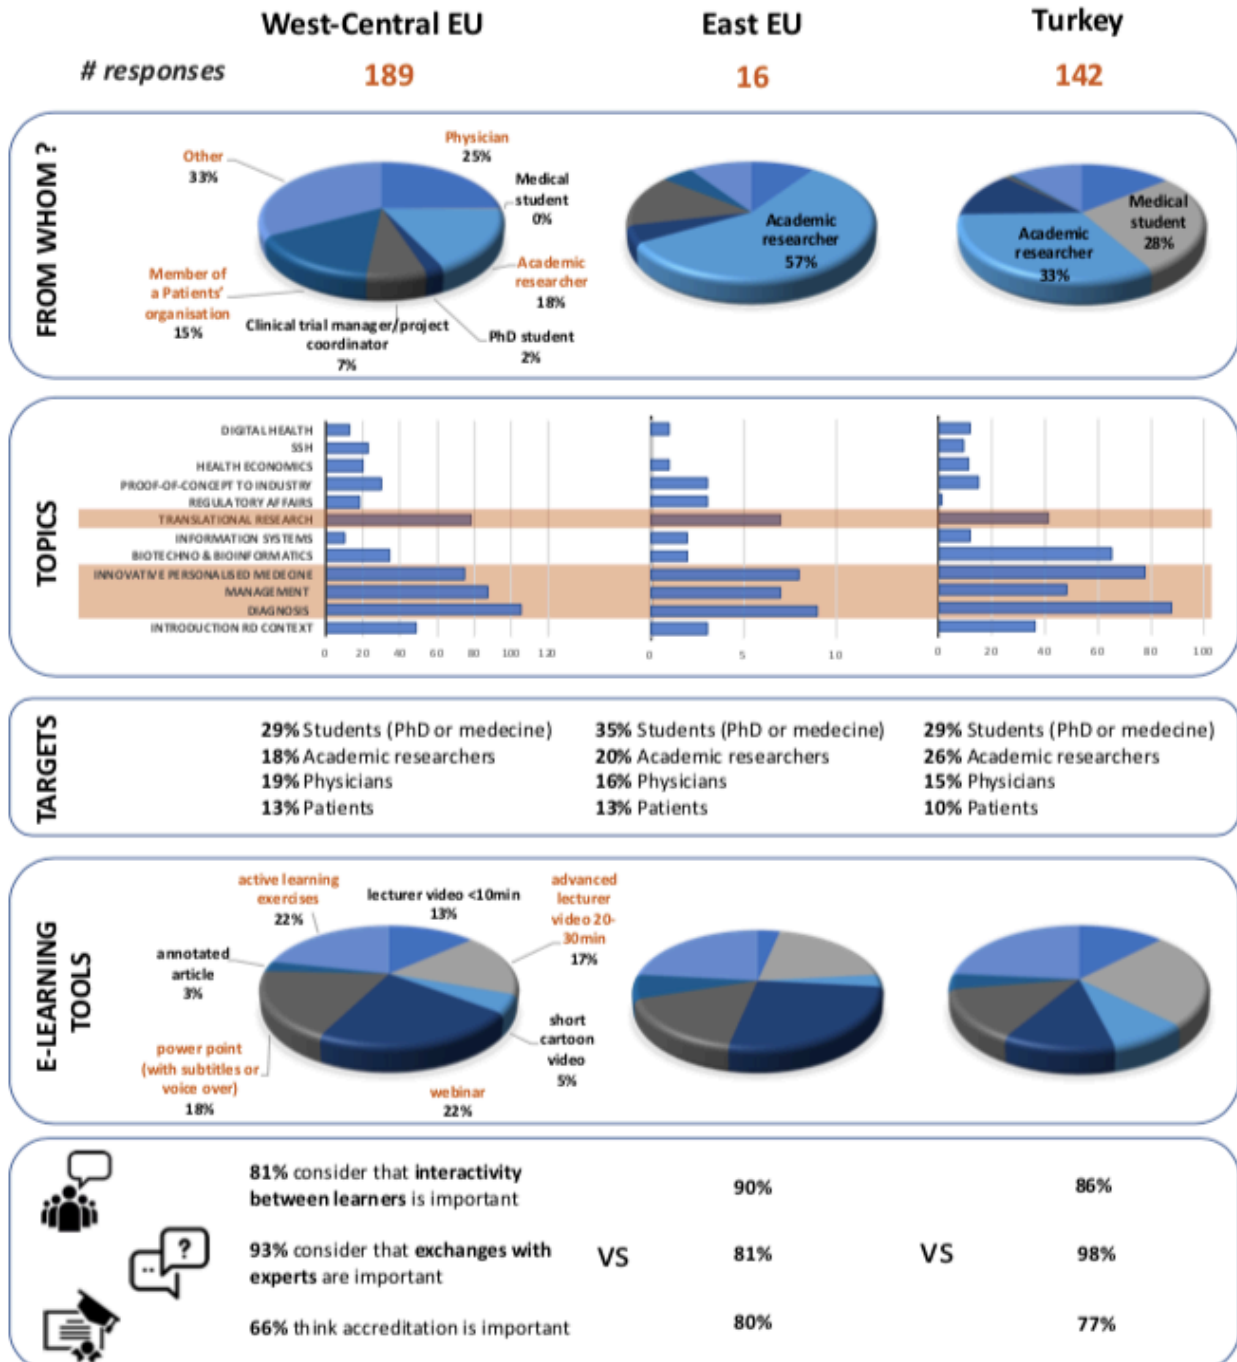 West-Central EU
East EU
Turkey
# responses
189
16
142
FROM WHOM ?
Physician
25%
Other
33%
Medical
student
0%
Academic
researcher
18%
Member of
a Patients'
organisation
15%
Clinical trial manager/project
coordinator
7%
PhD student
2%
Academic
researcher
57%
Medical
student
28%
Academic
researcher
33%
TOPICS
DIGITAL HEALTH
SSH
HEALTH ECONOMICS
PROOF-OF-CONCEPT TO INDUSTRY
REGULATORY AFFAIRS
TRANSLATIONAL RESEARCH
INFORMATION SYSTEMS
BIOTECHNO & BIOINFORMATICS
INNOVATIVE PERSONALISED MEDECINE
MANAGEMENT
DIAGNOSIS
INTRODUCTION RD CONTEXT
0 20 40 60 80 100 120
0 5 10
0 20 40 60 80 100
TARGETS
29% Students (PhD or medecine)
18% Academic researchers
19% Physicians
13% Patients
35% Students (PhD or medecine)
20% Academic researchers
16% Physicians
13% Patients
29% Students (PhD or medecine)
26% Academic researchers
15% Physicians
10% Patients
E-LEARNING
TOOLS
active learning
exercises
22%
lecturer video <10min
13%
advanced
lecturer
video 20-
30min
17%
annotated
article
3%
short
cartoon
video
5%
power point
(with subtitles or
voice over)
18%
webinar
22%
81% consider that interactivity
between learners is important
90%
86%
?
93% consider that exchanges with
experts are important
VS
81%
VS
98%
66% think accreditation is important
80%
77%